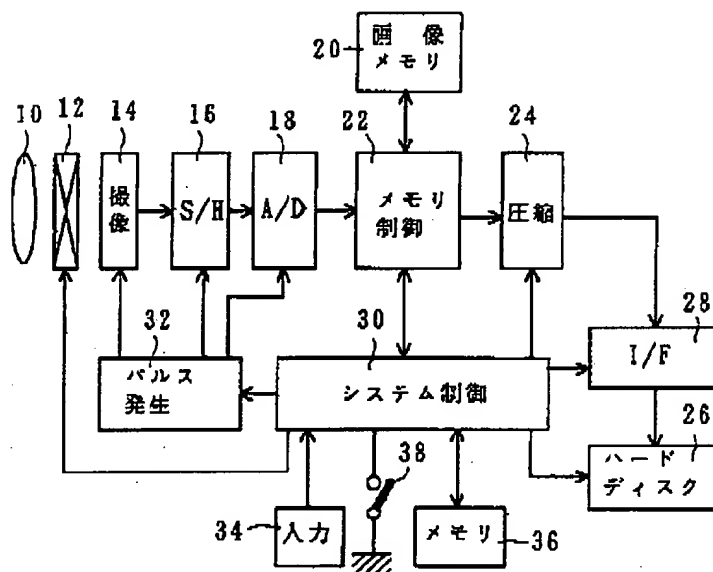 画像
20
メモリ
10
12
14
16
18
22
24
撮像
S/H
A/D
メモリ
制御
圧縮
32
30
28
パルス
発生
システム制御
I/F
38
26
ハード
ディスク
34
入力
メモリ
36